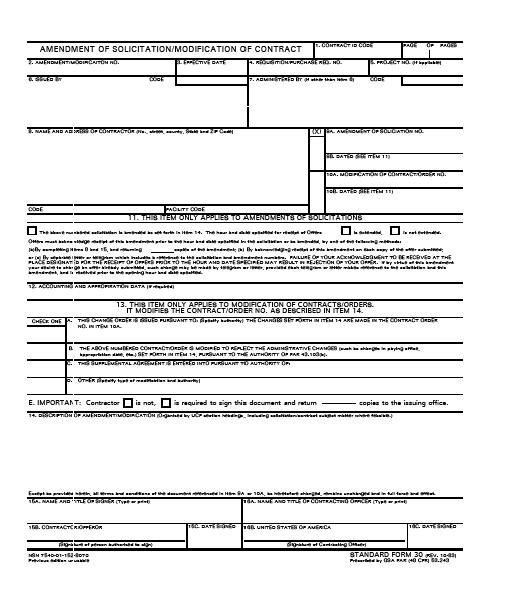 AMENDMENT OF SOLICITATION/MODIFICATION OF CONTRACT
1. CONTRACT ID CODE
PAGE OF PAGES
2. AMENDMENT/MODIFICAITON NO.
3. EFFECTIVE DATE
4. REQUISITION/PURCHASE REQ. NO.
5. PROJECT NO. (If applicable)
6. ISSUED BY CODE
7. ADMINISTERED BY (If other than Item 6) CODE
8. NAME AND ADDRESS OF CONTRACTOR (No., street, county, State and ZIP Code)
(X)
9A. AMENDMENT OF SOLICIATION NO.
9B. DATED (SEE ITEM 11)
10A. MODIFICATION OF CONTRACT/ORDER NO.
10B. DATED (SEE ITEM 11)
CODE
FACILITY CODE
11. THIS ITEM ONLY APPLIES TO AMENDMENTS OF SOLICITATIONS
The above numbered solicitation is amended as set forth in Item 14. The hour and date specified for receipt of Offers is extended, is not extended.
Offers must acknowledge receipt of this amendment prior to the hour and date specified in the solicitation or as amended, by one of the following methods:
(a) By completing Items 8 and 15, and returning copies of the amendment; (b) By acknowledging receipt of this amendment on each copy of the offer submitted;
or (c) By separate letter or telegram which includes a reference to the solicitation and amendment numbers. FAILURE OF YOUR ACKNOWLEDGMENT TO BE RECEIVED AT THE
PLACE DESIGNATED FOR THE RECEIPT OF OFFERS PRIOR TO THE HOUR AND DATE SPECIFIED MAY RESULT IN REJECTION OF YOUR OFFER. If by virtue of this amendment
your desire to change an offer already submitted, such change may be made by telegram or letter, provided each telegram or letter makes reference to the solicitation and this
amendment, and is received prior to the opening hour and date specified.
12. ACCOUNTING AND APPROPRATION DATA (If required)
13. THIS ITEM ONLY APPLIES TO MODIFICATION OF CONTRACTS/ORDERS.
IT MODIFIES THE CONTRACT/ORDER NO. AS DESCRIBED IN ITEM 14.
CHECK ONE
A. THIS CHANGE ORDER IS ISSUED PURSUANT TO: (Specify authority) THE CHANGES SET FORTH IN ITEM 14 ARE MADE IN THE CONTRACT ORDER
NO. IN ITEM 10A.
B. THE ABOVE NUMBERED CONTRACT/ORDER IS MODIFIED TO REFLECT THE ADMINISTRATIVE CHANGES (such as changes in paying office,
appropriation date, etc.) SET FORTH IN ITEM 14, PURSUANT TO THE AUTHORITY OF FAR 43.103(b).
C. THIS SUPPLEMENTAL AGREEMENT IS ENTERED INTO PURSUANT TO AUTHORITY OF:
D. OTHER (Specify type of modification and authority)
E. IMPORTANT: Contractor is not, is required to sign this document and return copies to the issuing office.
14. DESCRIPTION OF AMENDMENT/MODIFICATION (Organized by UCF section headings, including solicitation/contract subject matter where feasible.)
Except as provided herein, all terms and conditions of the document referenced in Item 9A or 10A, as heretofore changed, remains unchanged and in full force and effect.
15A. NAME AND TITLE OF SIGNER (Type or print)
16A. NAME AND TITLE OF CONTRACTING OFFICER (Type or print)
15B. CONTRACTOR/OFFEROR
15C. DATE SIGNED
16B. UNITED STATES OF AMERICA
16C. DATE SIGNED
(Signature of person authorized to sign)
(Signature of Contracting Officer)
NSN 7540-01-152-8070
Previous edition unusable
STANDARD FORM 30 (REV. 10-83)
Prescribed by GSA FAR (48 CFR) 53.243